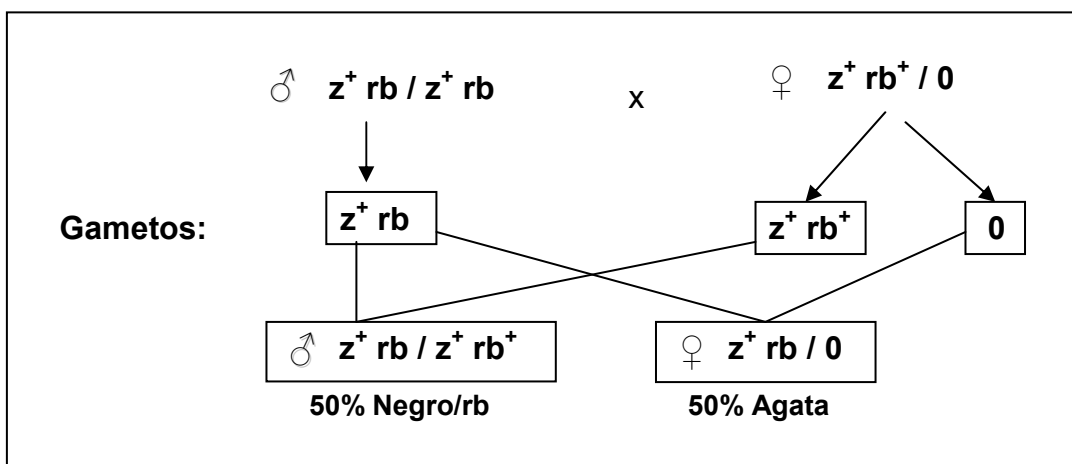 ♂ z⁺ rb / z⁺ rb x ♀ z⁺ rb⁺ / 0
Gametos: z⁺ rb z⁺ rb⁺ 0
♂ z⁺ rb / z⁺ rb⁺ ♀ z⁺ rb / 0
50% Negro/rb 50% Agata